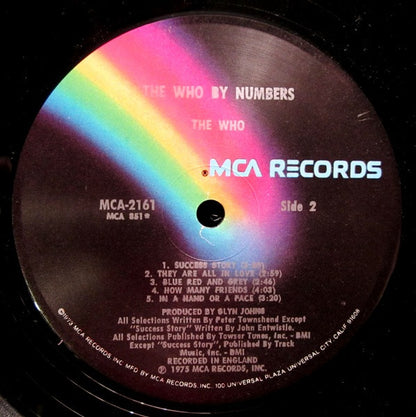 THE WHO BY NUMBERS
THE WHO
MCA RECORDS
MCA-2161
MCA 851
Side 2
1. SUCCESS STORY
2. THEY ARE ALL IN LOVE (2:59)
3. BLUE RED AND GREY (2:46)
4. HOW MANY FRIENDS (4:03)
5. IN A HAND OR A FACE (3:20)
PRODUCED BY GLYN JOHNS
All Selections Written by Peter Townshend Except
"Success Story" Written By John Entwistle.
All Selections Published By Towser Tunes, Inc. - BMI
Except "Success Story", Published By Track
Music, Inc. - BMI
RECORDED IN ENGLAND
℗ 1975 MCA RECORDS, INC.
©1975 MCA RECORDS, INC. MFG BY MCA RECORDS, INC. 100 UNIVERSAL PLAZA, UNIVERSAL CITY, CALIF.